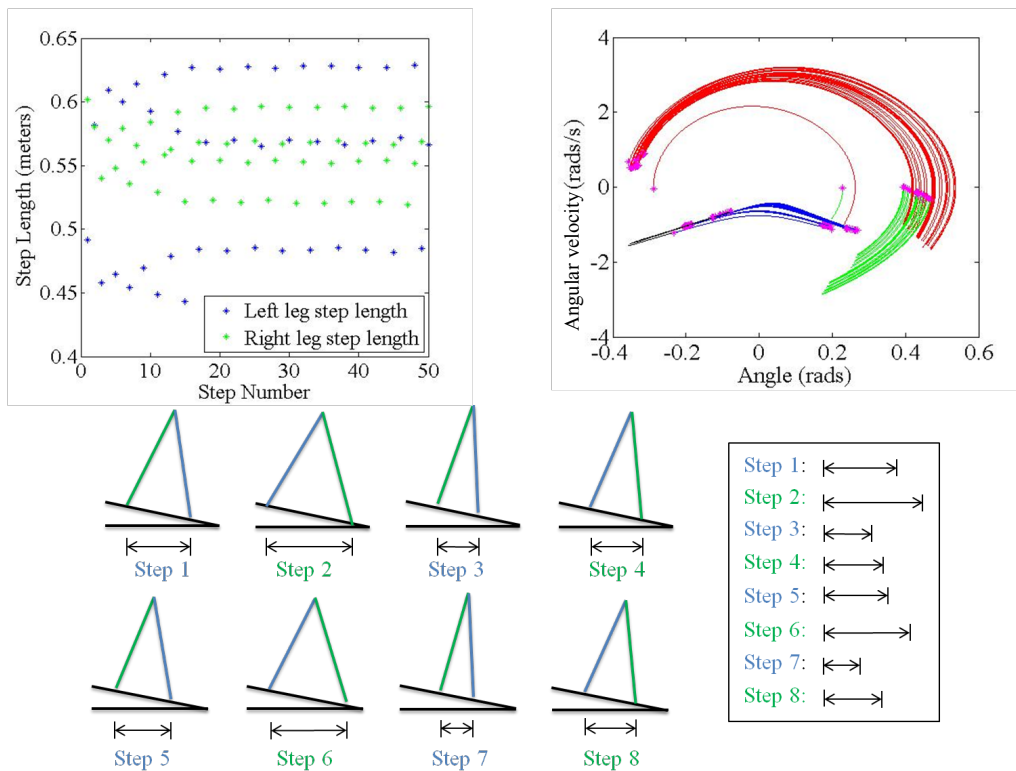 0.65
0.6
0.55
0.5
0.45
0.4
Step Length (meters)
0 10 20 30 40 50
Step Number
Left leg step length
Right leg step length
4
2
0
-2
-4
Angular velocity (rads/s)
-0.4 -0.2 0 0.2 0.4 0.6
Angle (rads)
Step 1 Step 2 Step 3 Step 4
Step 5 Step 6 Step 7 Step 8
Step 1:
Step 2:
Step 3:
Step 4:
Step 5:
Step 6:
Step 7:
Step 8: